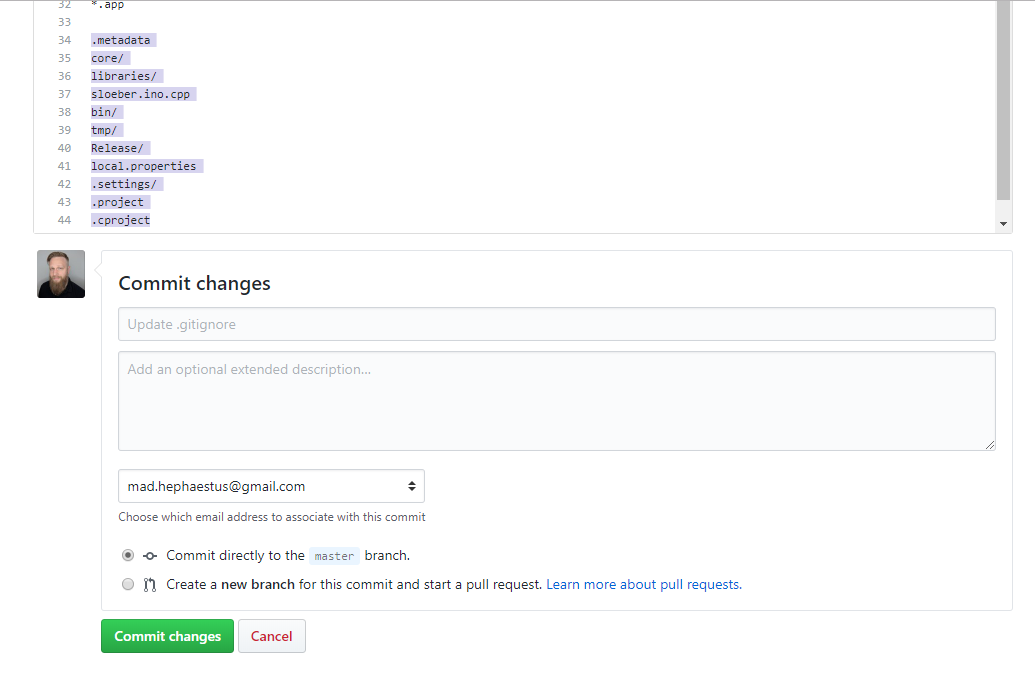 32 *.app
33
34 .metadata
35 core/
36 libraries/
37 sloeber.ino.cpp
38 bin/
39 tmp/
40 Release/
41 local.properties
42 .settings/
43 .project
44 .cproject
Commit changes
Update .gitignore
Add an optional extended description...
mad.hephaestus@gmail.com
Choose which email address to associate with this commit
Commit directly to the master branch.
Create a new branch for this commit and start a pull request. Learn more about pull requests.
Commit changes Cancel